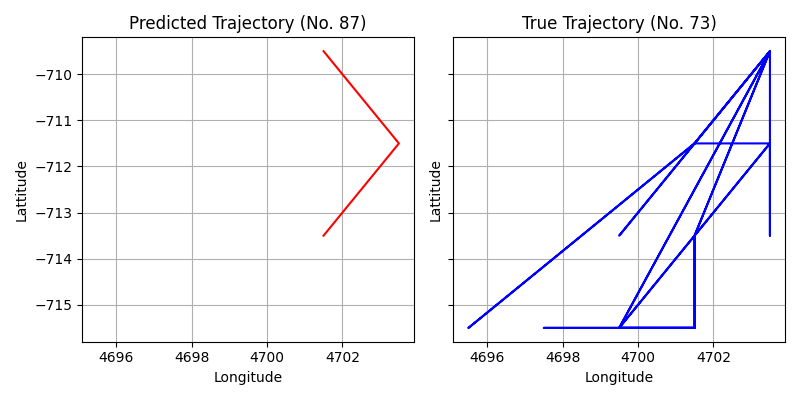 Predicted Trajectory (No. 87)
True Trajectory (No. 73)
−710
−711
−712
−713
−714
−715
Lattitude
Lattitude
4696 4698 4700 4702
4696 4698 4700 4702
Longitude
Longitude